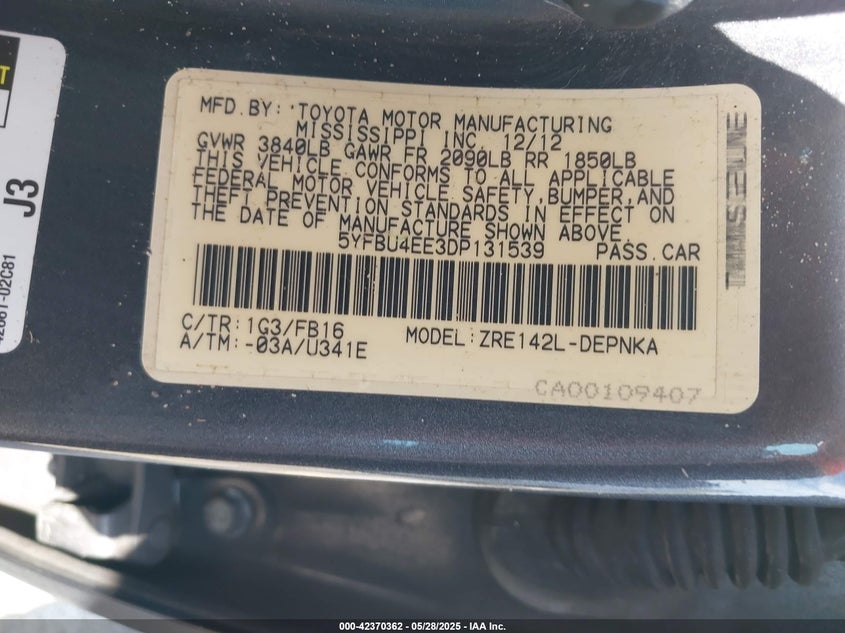 MFD.BY: TOYOTA MOTOR MANUFACTURING
MISSISSIPPI INC. 12/12
GVWR 3840LB GAWR FR 2090LB RR 1850LB
THIS VEHICLE CONFORMS TO ALL APPLICABLE
FEDERAL MOTOR VEHICLE SAFETY,BUMPER,AND
THEFT PREVENTION STANDARDS IN EFFECT ON
THE DATE OF MANUFACTURE SHOWN ABOVE.
5YFBU4EE3DP131539 PASS.CAR
C/TR:1G3/FB16 MODEL:ZRE142L-DEPNKA
A/TM:-03A/U341E
CA00109407
J3
000-42370362 | 05/28/2025 - IAA Inc.